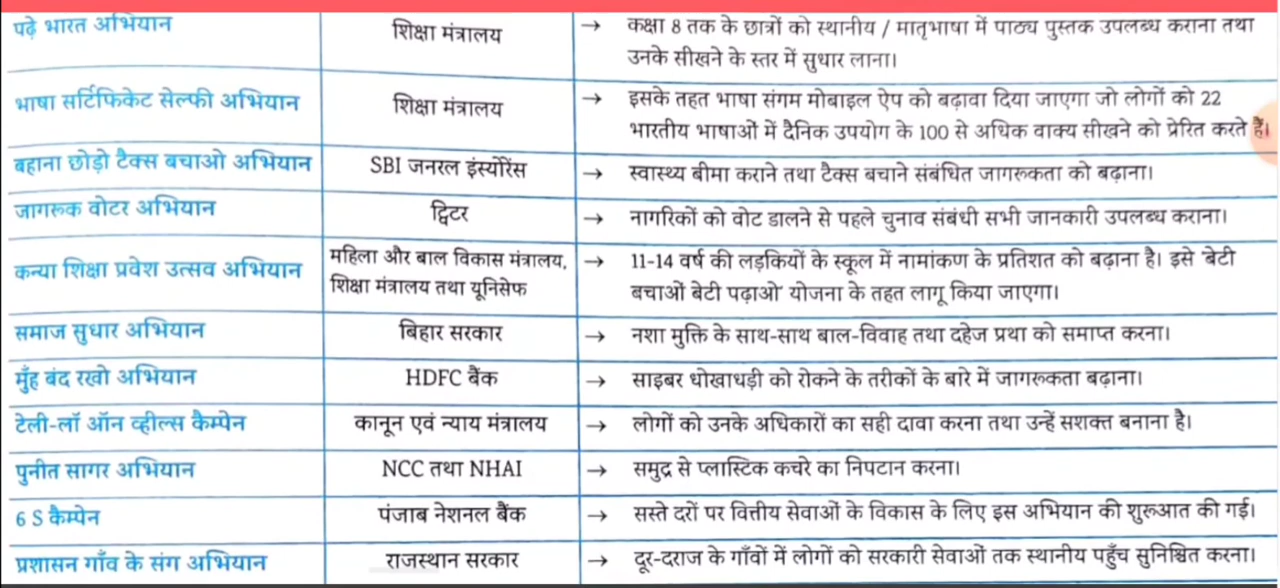 पढ़े भारत अभियान
शिक्षा मंत्रालय
→ कक्षा 8 तक के छात्रों को स्थानीय / मातृभाषा में पाठ्य पुस्तक उपलब्ध कराना तथा
उनके सीखने के स्तर में सुधार लाना।
भाषा सर्टिफिकेट सेल्फी अभियान
शिक्षा मंत्रालय
→ इसके तहत भाषा संगम मोबाइल ऐप को बढ़ावा दिया जाएगा जो लोगों को 22
भारतीय भाषाओं में दैनिक उपयोग के 100 से अधिक वाक्य सीखने को प्रेरित करते हैं।
बहाना छोड़ो टैक्स बचाओ अभियान
SBI जनरल इंस्योरेंस
→ स्वास्थ्य बीमा कराने तथा टैक्स बचाने संबंधित जागरूकता को बढ़ाना।
जागरूक वोटर अभियान
ट्विटर
→ नागरिकों को वोट डालने से पहले चुनाव संबंधी सभी जानकारी उपलब्ध कराना।
कन्या शिक्षा प्रवेश उत्सव अभियान
महिला और बाल विकास मंत्रालय,
शिक्षा मंत्रालय तथा यूनिसेफ
→ 11-14 वर्ष की लड़कियों के स्कूल में नामांकण के प्रतिशत को बढ़ाना है। इसे 'बेटी
बचाओं बेटी पढ़ाओ' योजना के तहत लागू किया जाएगा।
समाज सुधार अभियान
बिहार सरकार
→ नशा मुक्ति के साथ-साथ बाल-विवाह तथा दहेज प्रथा को समाप्त करना।
मुँह बंद रखो अभियान
HDFC बैंक
→ साइबर धोखाधड़ी को रोकने के तरीकों के बारे में जागरूकता बढ़ाना।
टेली-लॉ ऑन व्हील्स कैम्पेन
कानून एवं न्याय मंत्रालय
→ लोगों को उनके अधिकारों का सही दावा करना तथा उन्हें सशक्त बनाना है।
पुनीत सागर अभियान
NCC तथा NHAI
→ समुद्र से प्लास्टिक कचरे का निपटान करना।
6 S कैम्पेन
पंजाब नेशनल बैंक
→ सस्ते दरों पर वित्तीय सेवाओं के विकास के लिए इस अभियान की शुरूआत की गई।
प्रशासन गाँव के संग अभियान
राजस्थान सरकार
→ दूर-दराज के गाँवों में लोगों को सरकारी सेवाओं तक स्थानीय पहुँच सुनिश्चित करना।